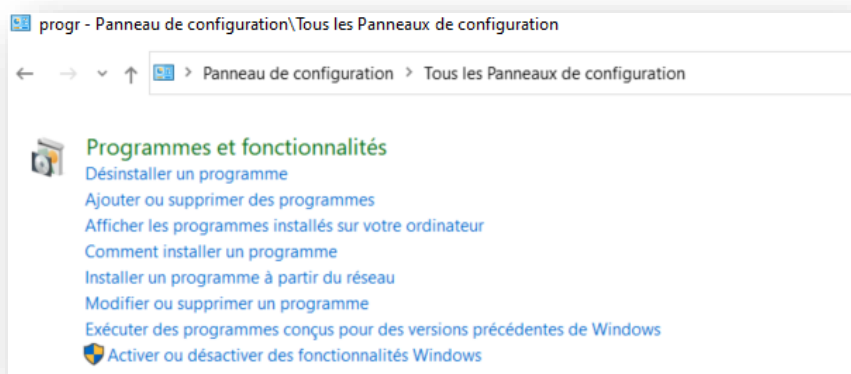 progr - Panneau de configuration\Tous les Panneaux de configuration
Panneau de configuration > Tous les Panneaux de configuration
Programmes et fonctionnalités
Désinstaller un programme
Ajouter ou supprimer des programmes
Afficher les programmes installés sur votre ordinateur
Comment installer un programme
Installer un programme à partir du réseau
Modifier ou supprimer un programme
Exécuter des programmes conçus pour des versions précédentes de Windows
Activer ou désactiver des fonctionnalités Windows